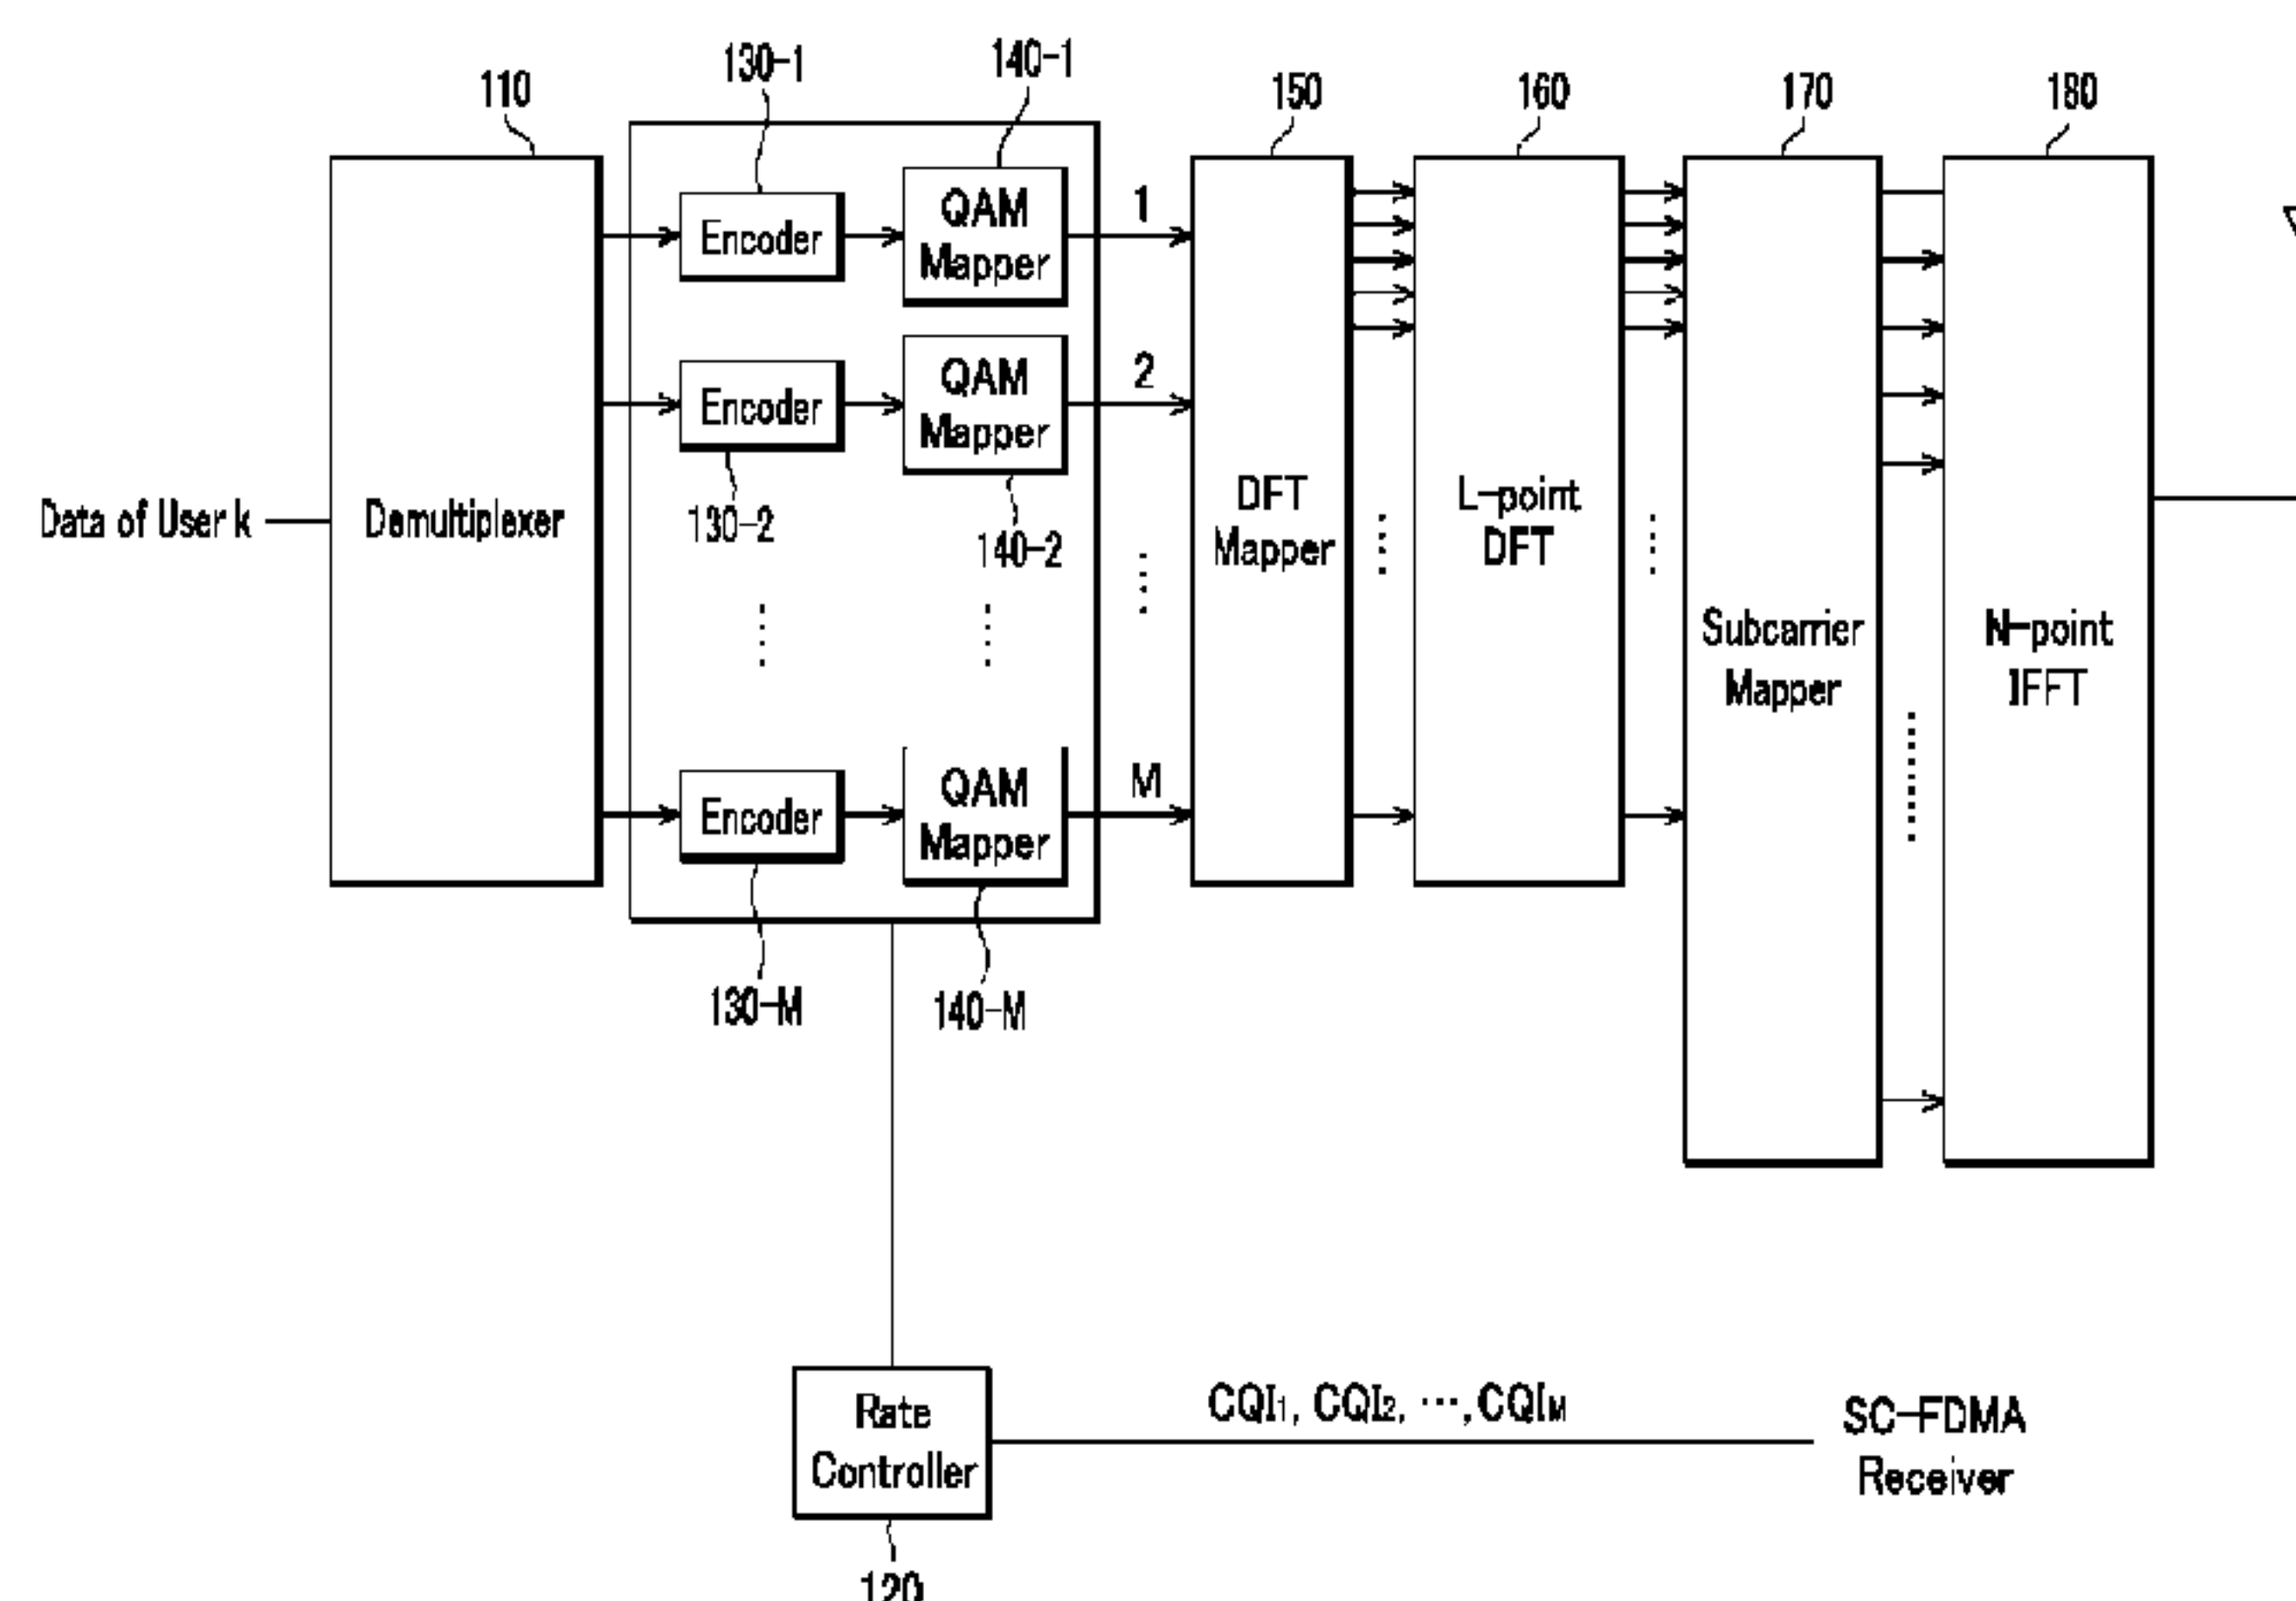 130-1
140-1
110
150
160
170
180
Encoder
QAM
Mapper
1
Encoder
QAM
Mapper
2
130-2
140-2
Data of User k
Demultiplexer
DFT
Mapper
L-point
DFT
Subcarrier
Mapper
N-point
IFFT
Encoder
QAM
Mapper
M
130-M
140-M
Rate
Controller
CQI1, CQI2, ···, CQIM
SC-FDMA
Receiver
120